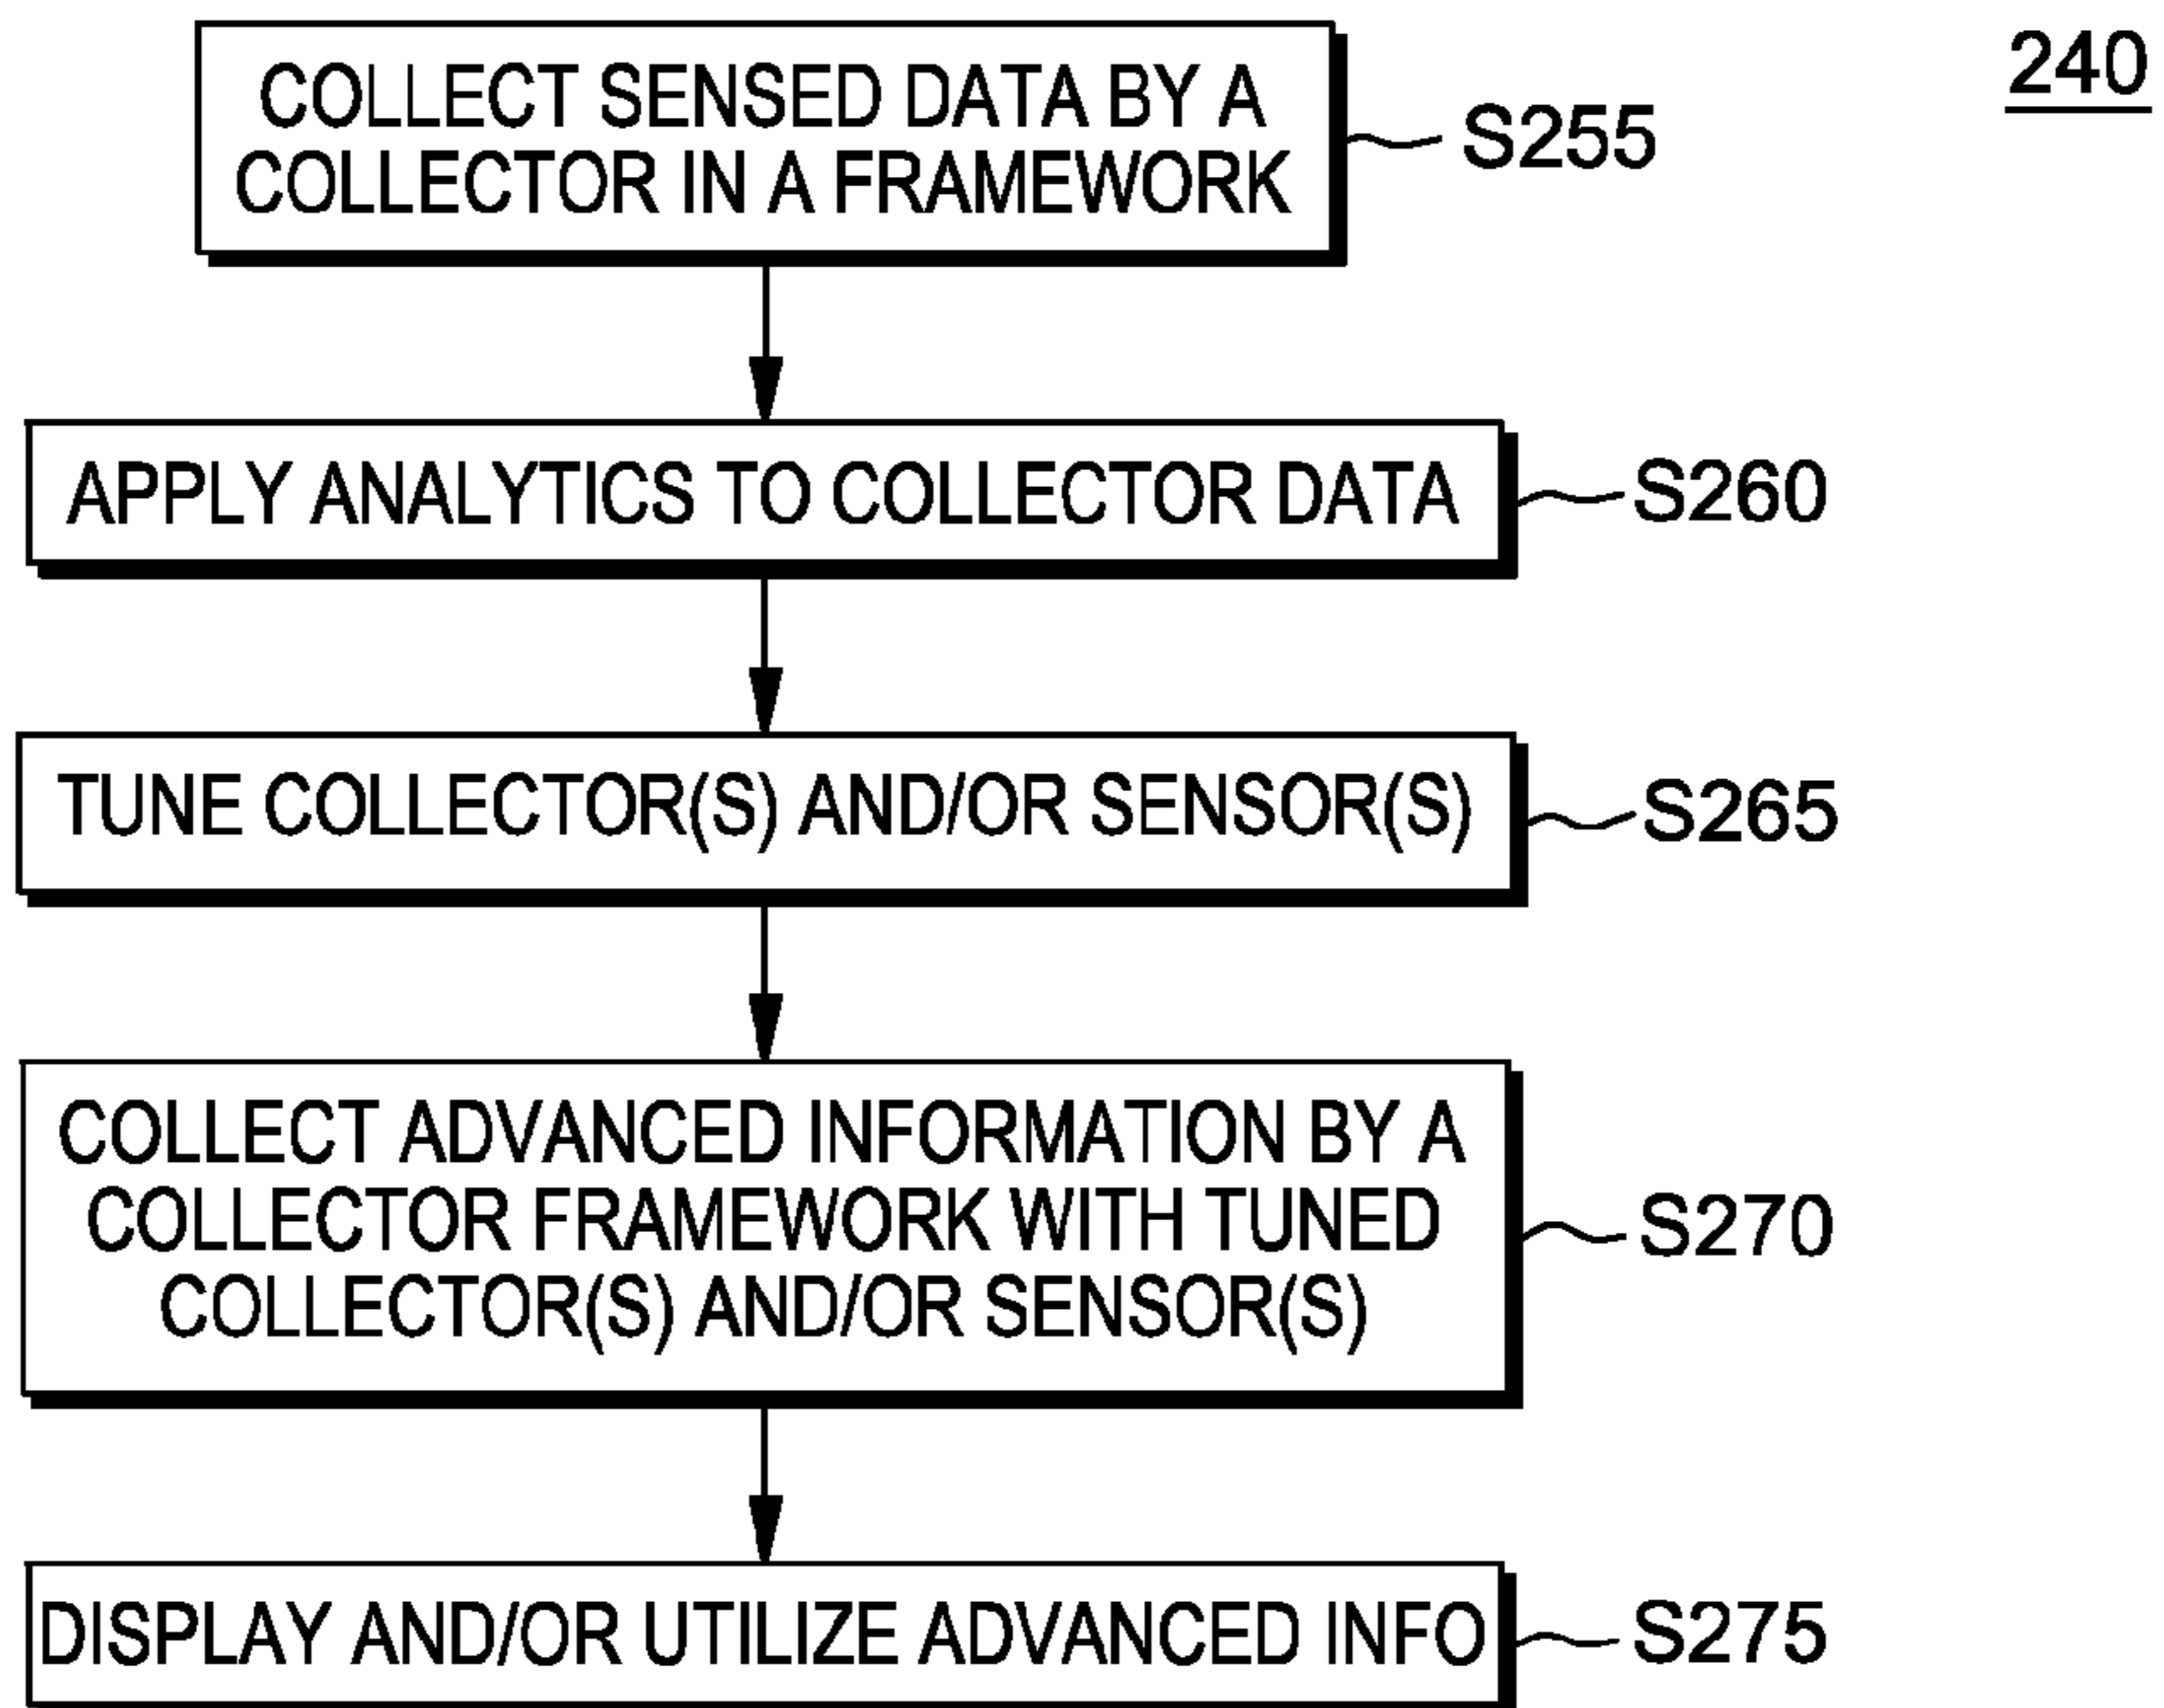 240
COLLECT SENSED DATA BY A
COLLECTOR IN A FRAMEWORK
S255
APPLY ANALYTICS TO COLLECTOR DATA
S260
TUNE COLLECTOR(S) AND/OR SENSOR(S)
S265
COLLECT ADVANCED INFORMATION BY A
COLLECTOR FRAMEWORK WITH TUNED
COLLECTOR(S) AND/OR SENSOR(S)
S270
DISPLAY AND/OR UTILIZE ADVANCED INFO
S275